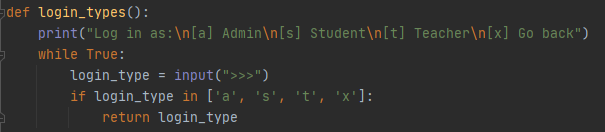 def login_types():
    print("Log in as:\n[a] Admin\n[s] Student\n[t] Teacher\n[x] Go back")
    while True:
        login_type = input(">>>")
        if login_type in ['a', 's', 't', 'x']:
            return login_type